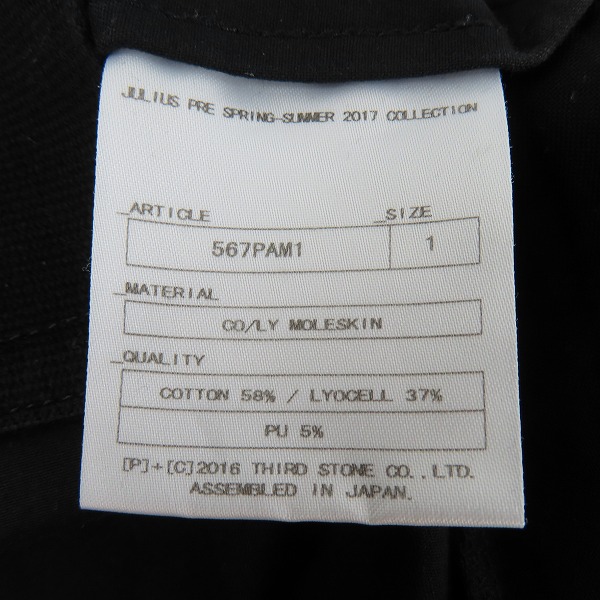 JULIUS PRE SPRING-SUMMER 2017 COLLECTION
_ARTICLE _SIZE
567PAM1 1
_MATERIAL
CO/LY MOLESKIN
_QUALITY
COTTON 58% / LYOCELL 37%
PU 5%
[P]+[C]2016 THIRD STONE CO.,LTD.
ASSEMBLED IN JAPAN.